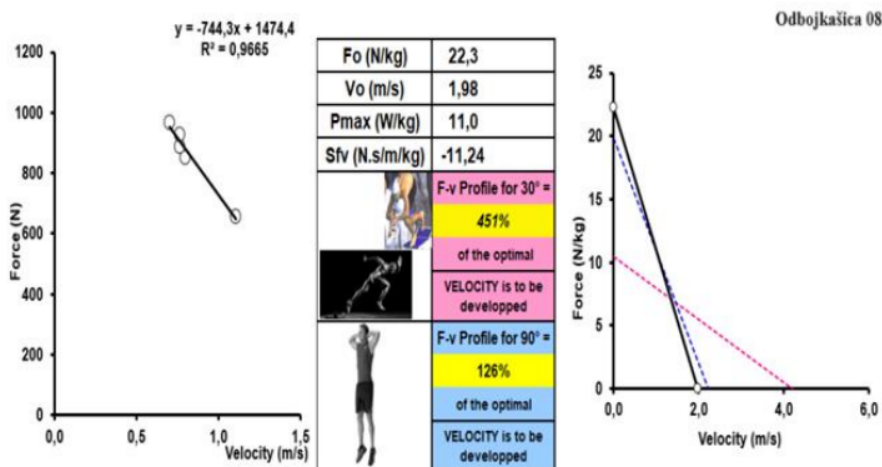 Odbojkašica 08
y = -744,3x + 1474,4
R² = 0,9665
1200
1000
800
600
400
200
0
Force (N)
0,0
0,5
1,0
1,5
Velocity (m/s)
Fo (N/kg) 22,3
Vo (m/s) 1,98
Pmax (W/kg) 11,0
Sfv (N.s/m/kg) -11,24
F-v Profile for 30° =
451%
of the optimal
VELOCITY is to be
developped
F-v Profile for 90° =
126%
of the optimal
VELOCITY is to be
developped
25
20
15
10
5
0
Force (N/kg)
0,0
2,0
4,0
6,0
Velocity (m/s)